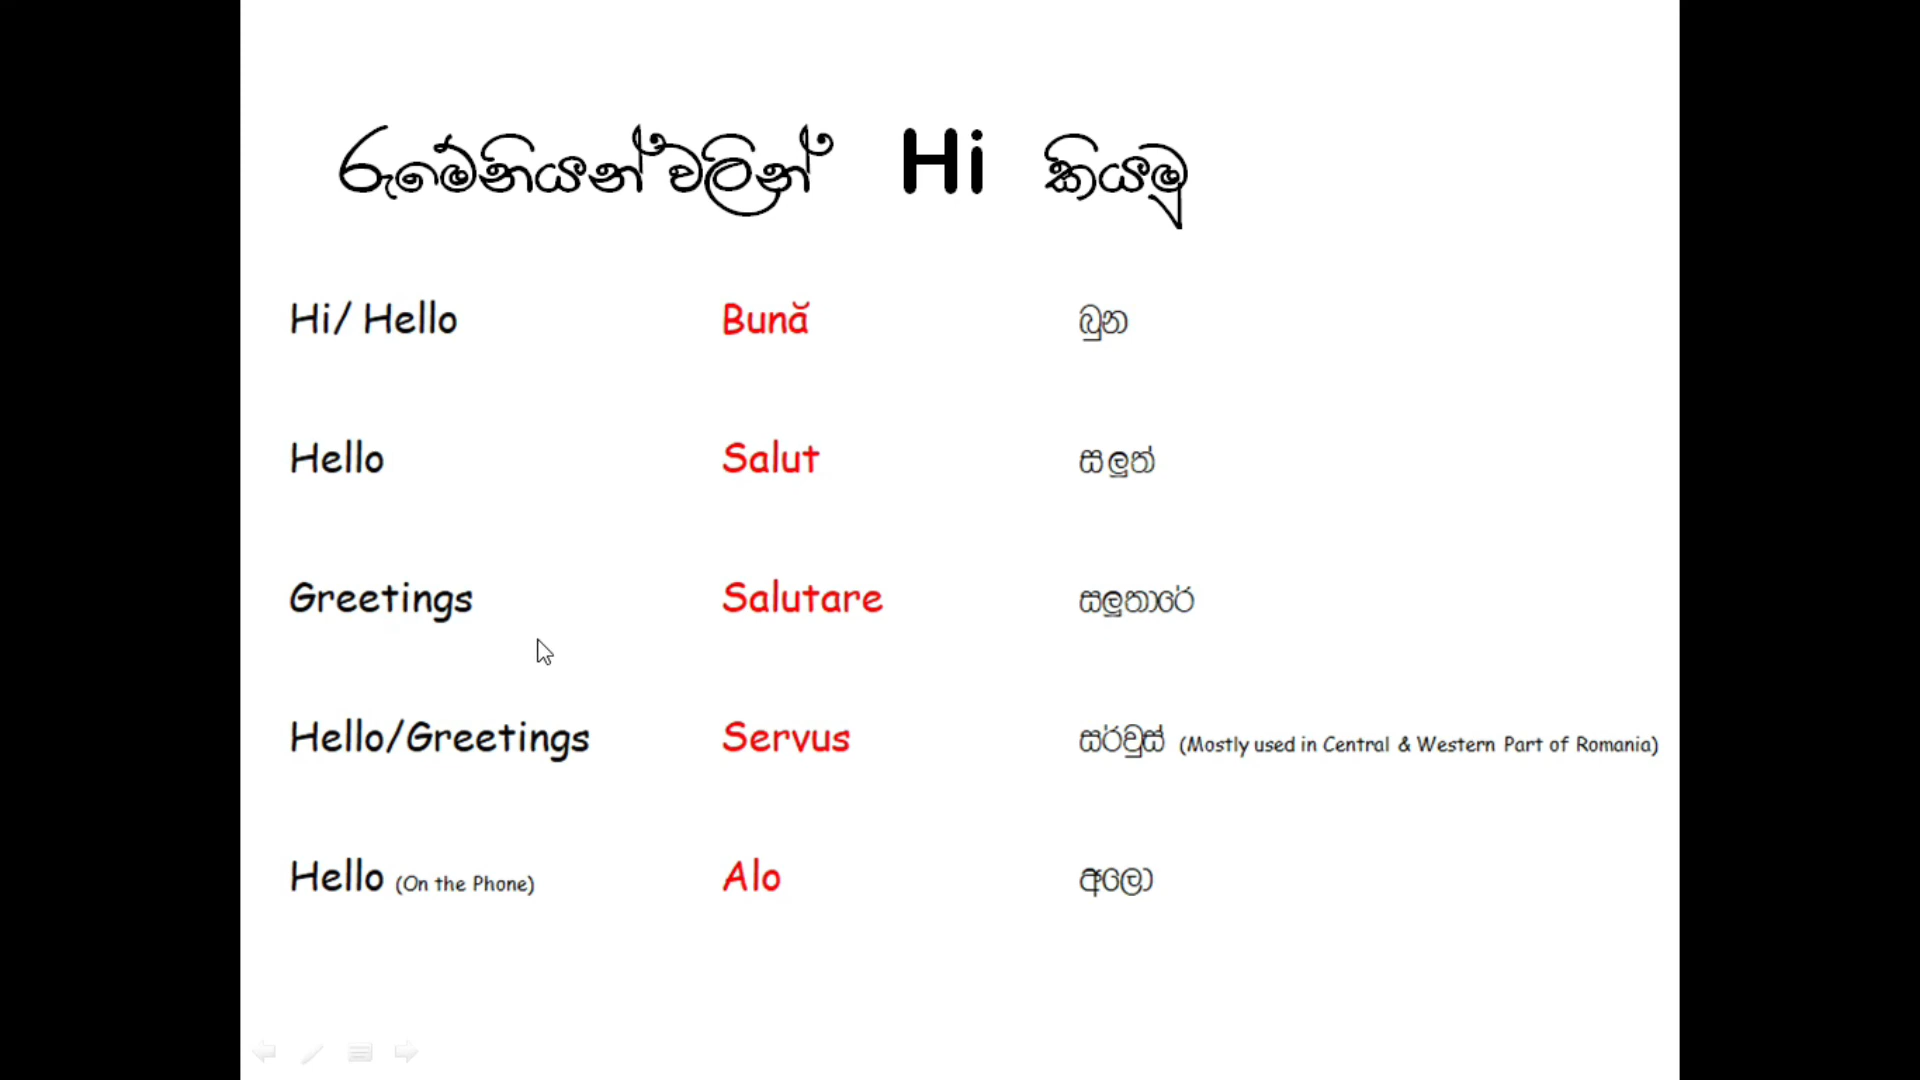 රුමේනියන් වලින් Hi කියමු
Hi/ Hello Bună බුන
Hello Salut සලුත්
Greetings Salutare සලුතාරේ
Hello/Greetings Servus සර්වුස් (Mostly used in Central & Western Part of Romania)
Hello (On the Phone) Alo අලෝ